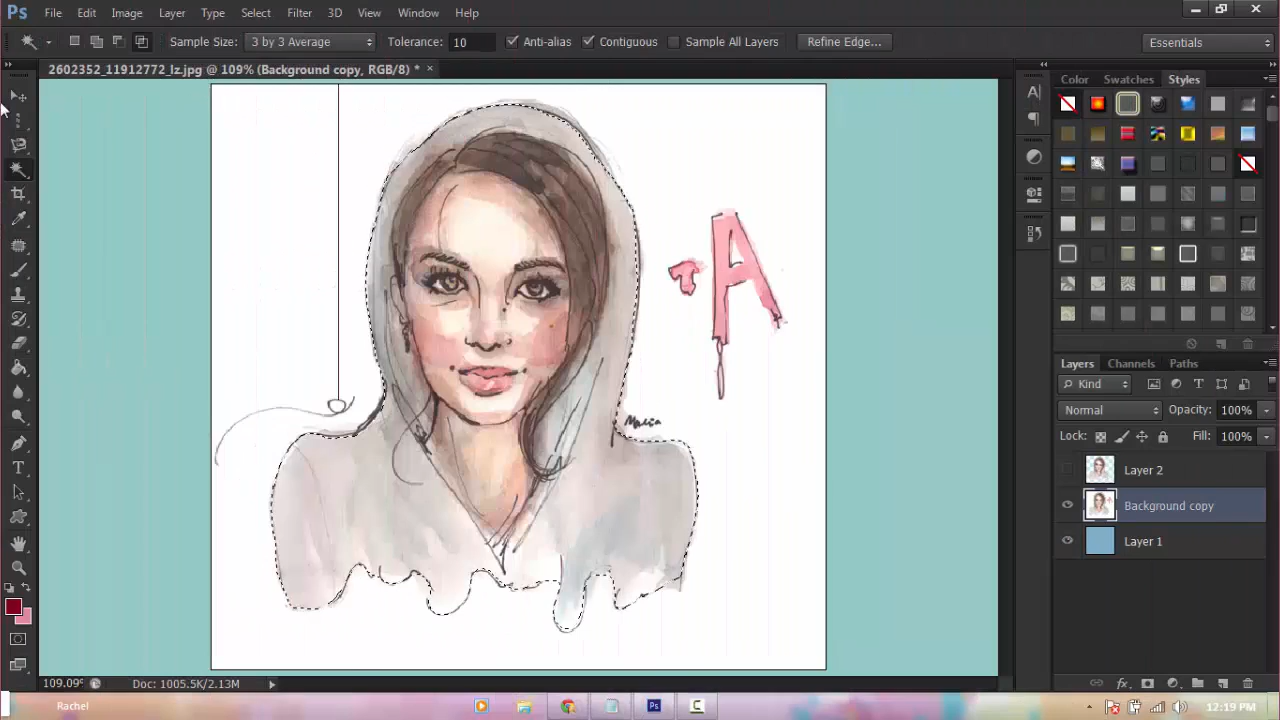 Ps File Edit Image Layer Type Select Filter 3D View Window Help
Sample Size: 3 by 3 Average Tolerance: 10 Anti-alias Contiguous Sample All Layers Refine Edge... Essentials
2602352_11912772_lz.jpg @ 109% (Background copy, RGB/8) * ×
Color Swatches Styles
T A
Layers Channels Paths
Kind
Normal Opacity: 100%
Lock: Fill: 100%
Layer 2
Background copy
Layer 1
109.09% Doc: 1005.5K/2.13M
Rachel 12:19 PM